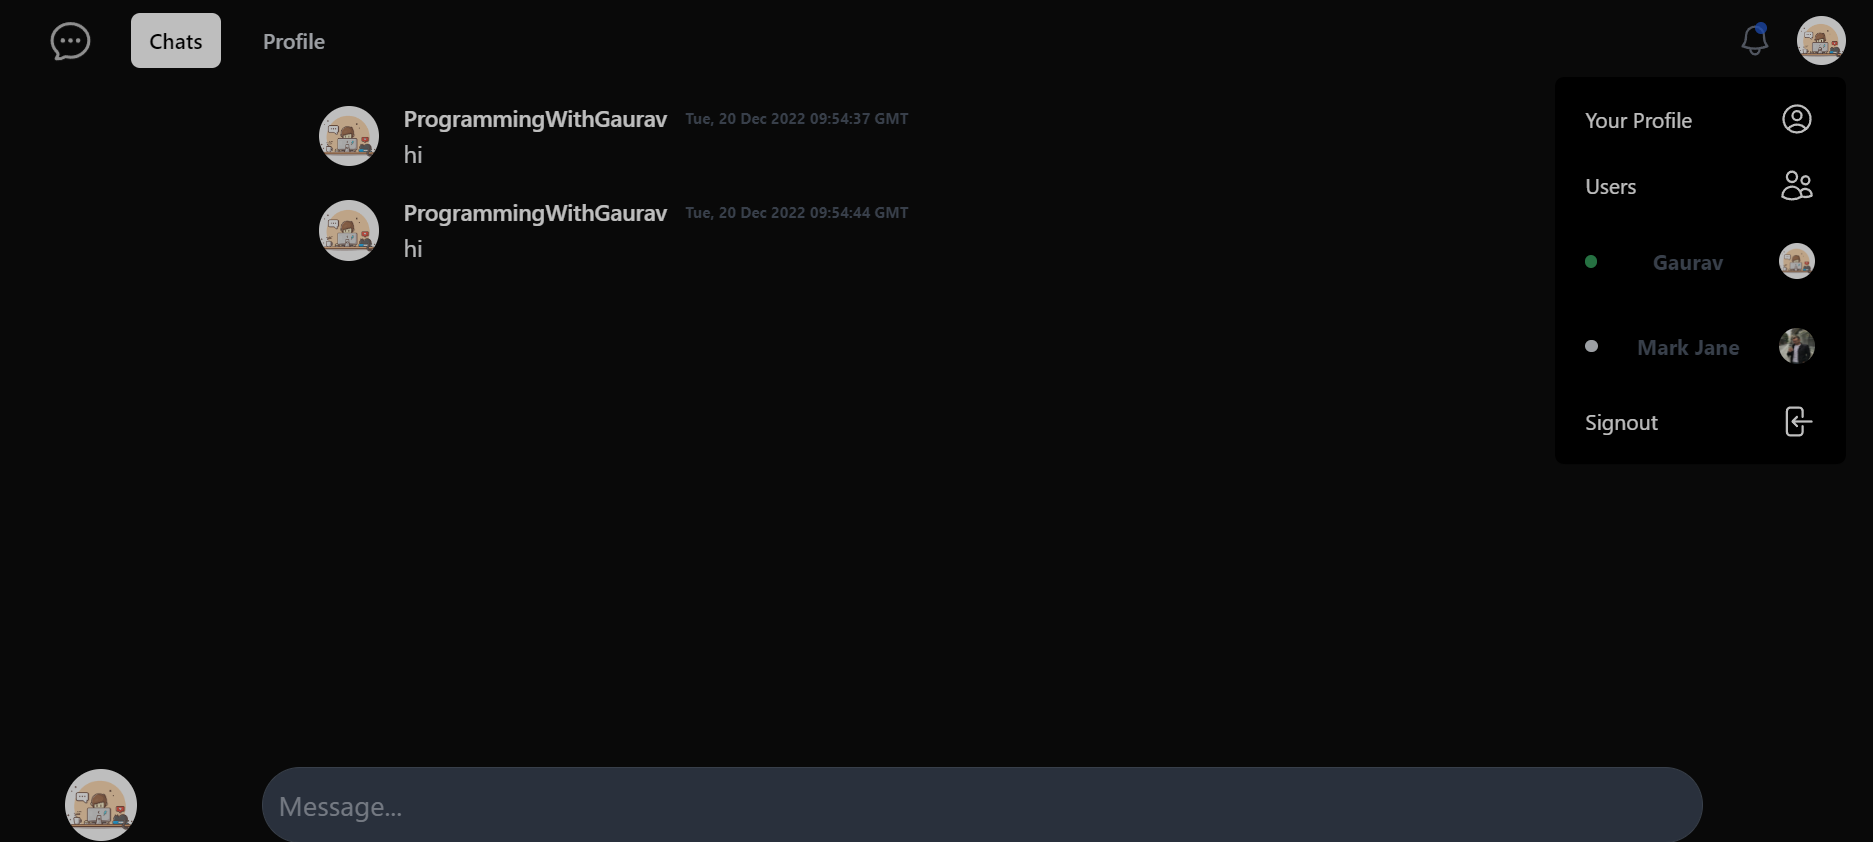 Chats
Profile
ProgrammingWithGaurav Tue, 20 Dec 2022 09:54:37 GMT
hi
ProgrammingWithGaurav Tue, 20 Dec 2022 09:54:44 GMT
hi
Your Profile
Users
Gaurav
Mark Jane
Signout
Message...